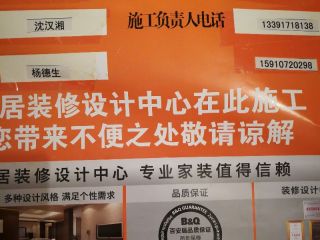 沈汉湘 施工负责人电话 13391718138
杨德生 15910720298
居装修设计中心在此施工
您带来不便之处敬请谅解
居装修设计中心 专业家装值得信赖
多种设计风格 满足个性需求 品质保证 装修设计
B&Q GUARANTEE
B&Q
百安居品质保证